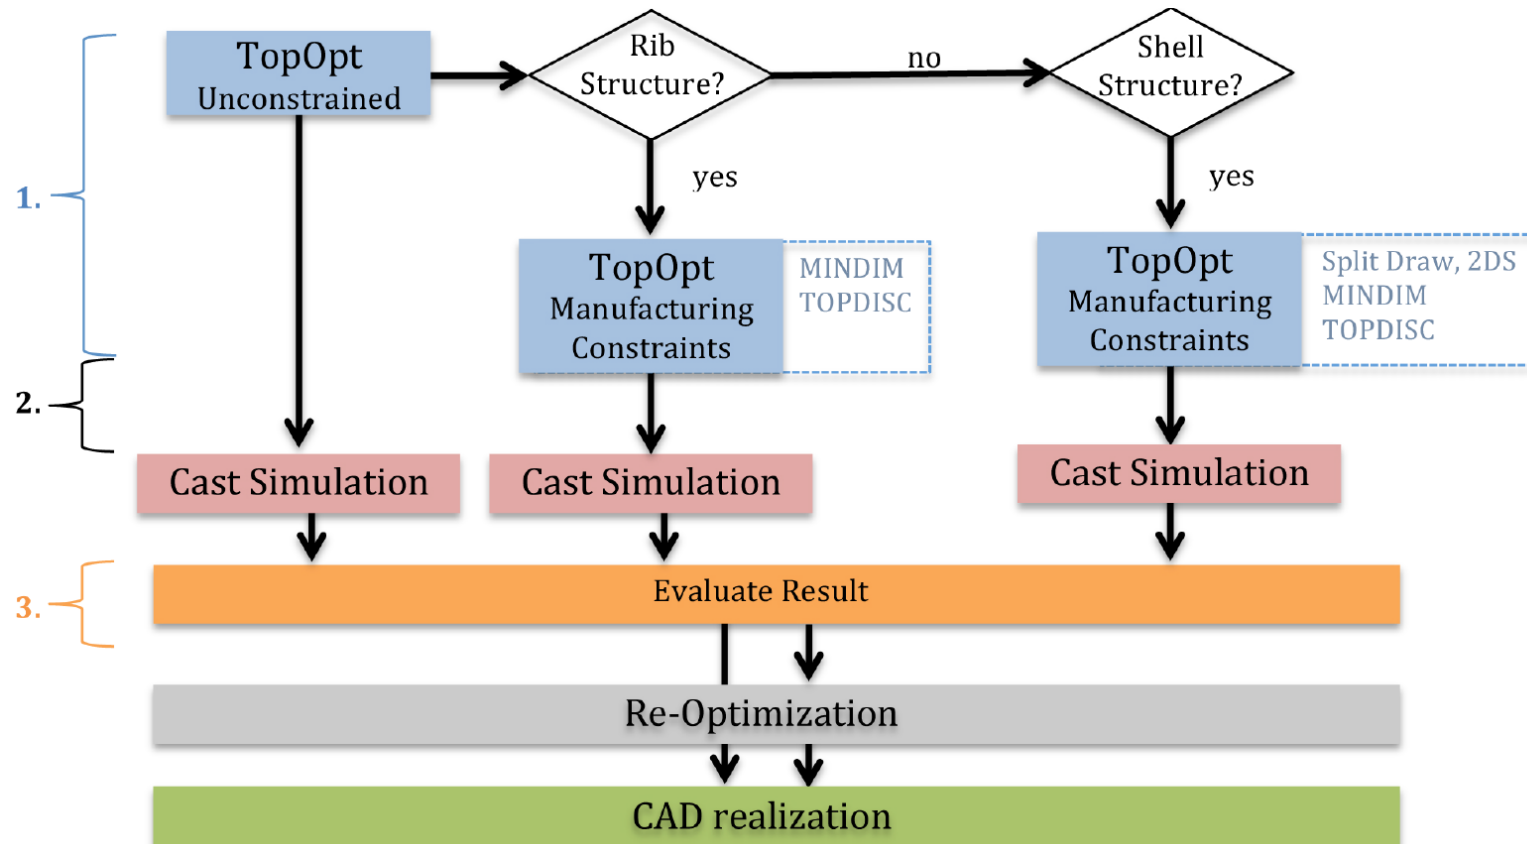 TopOpt
Unconstrained
Rib
Structure?
no
Shell
Structure?
yes
yes
1.
TopOpt
Manufacturing
Constraints
MINDIM
TOPDISC
TopOpt
Manufacturing
Constraints
Split Draw, 2DS
MINDIM
TOPDISC
2.
Cast Simulation
Cast Simulation
Cast Simulation
3.
Evaluate Result
Re-Optimization
CAD realization